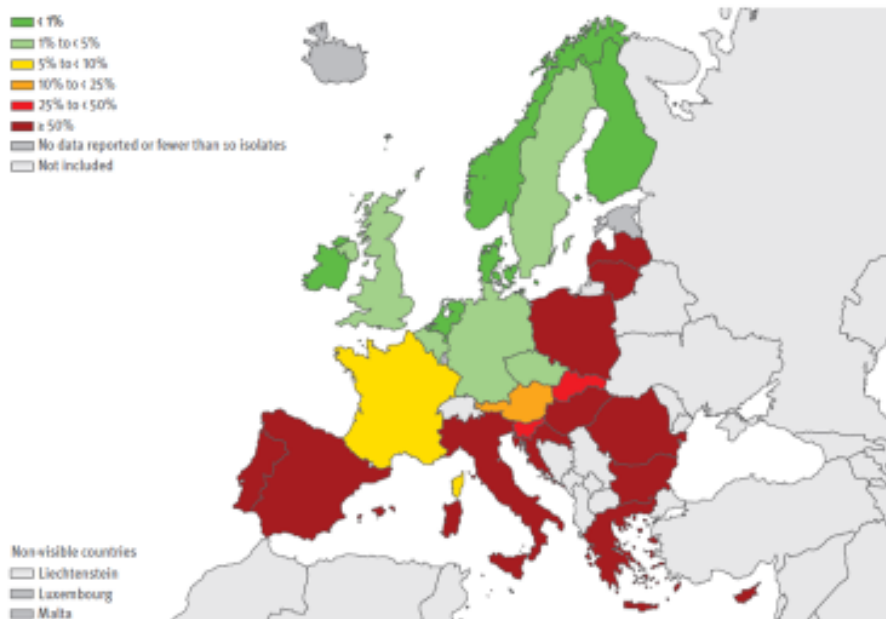 < 1%
1% to < 5%
5% to < 10%
10% to < 25%
25% to < 50%
≥ 50%
No data reported or fewer than 10 isolates
Not included
Non-visible countries
Liechtenstein
Luxembourg
Malta